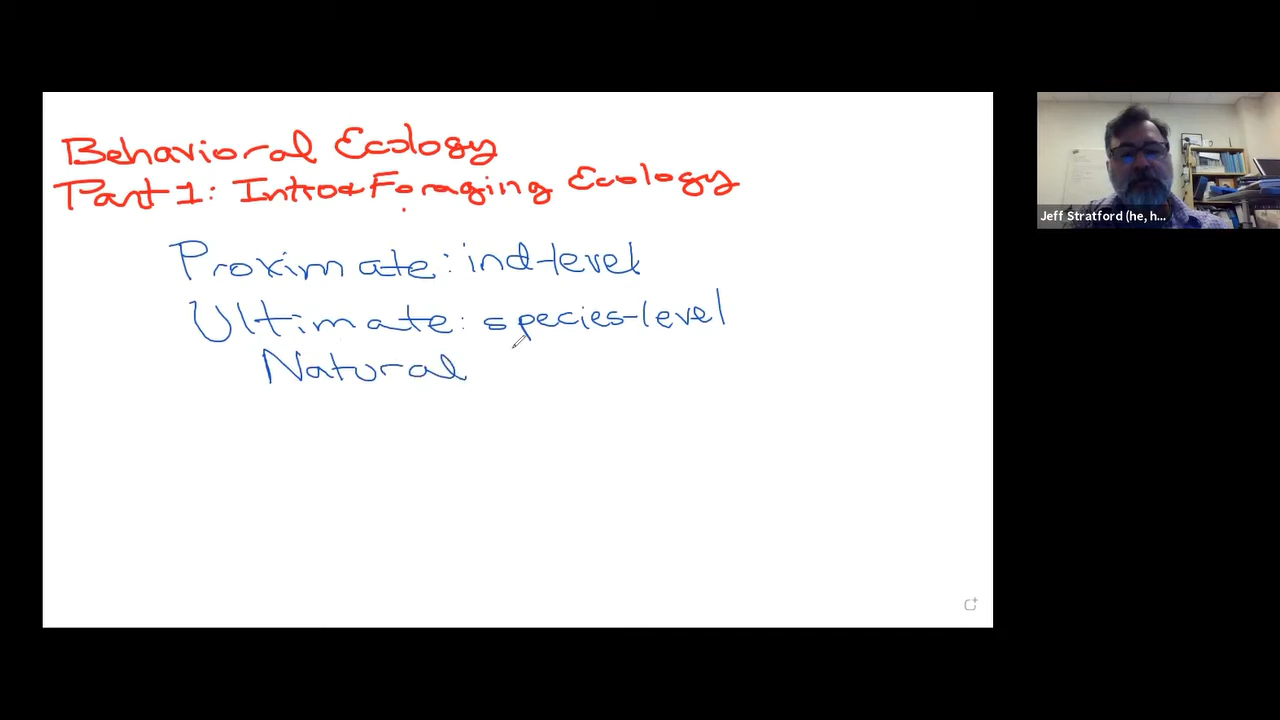 Behavioral Ecology
Part 1: Intro & Foraging Ecology
Proximate: ind-level
Ultimate: species-level
Natural
Jeff Stratford (he, h...